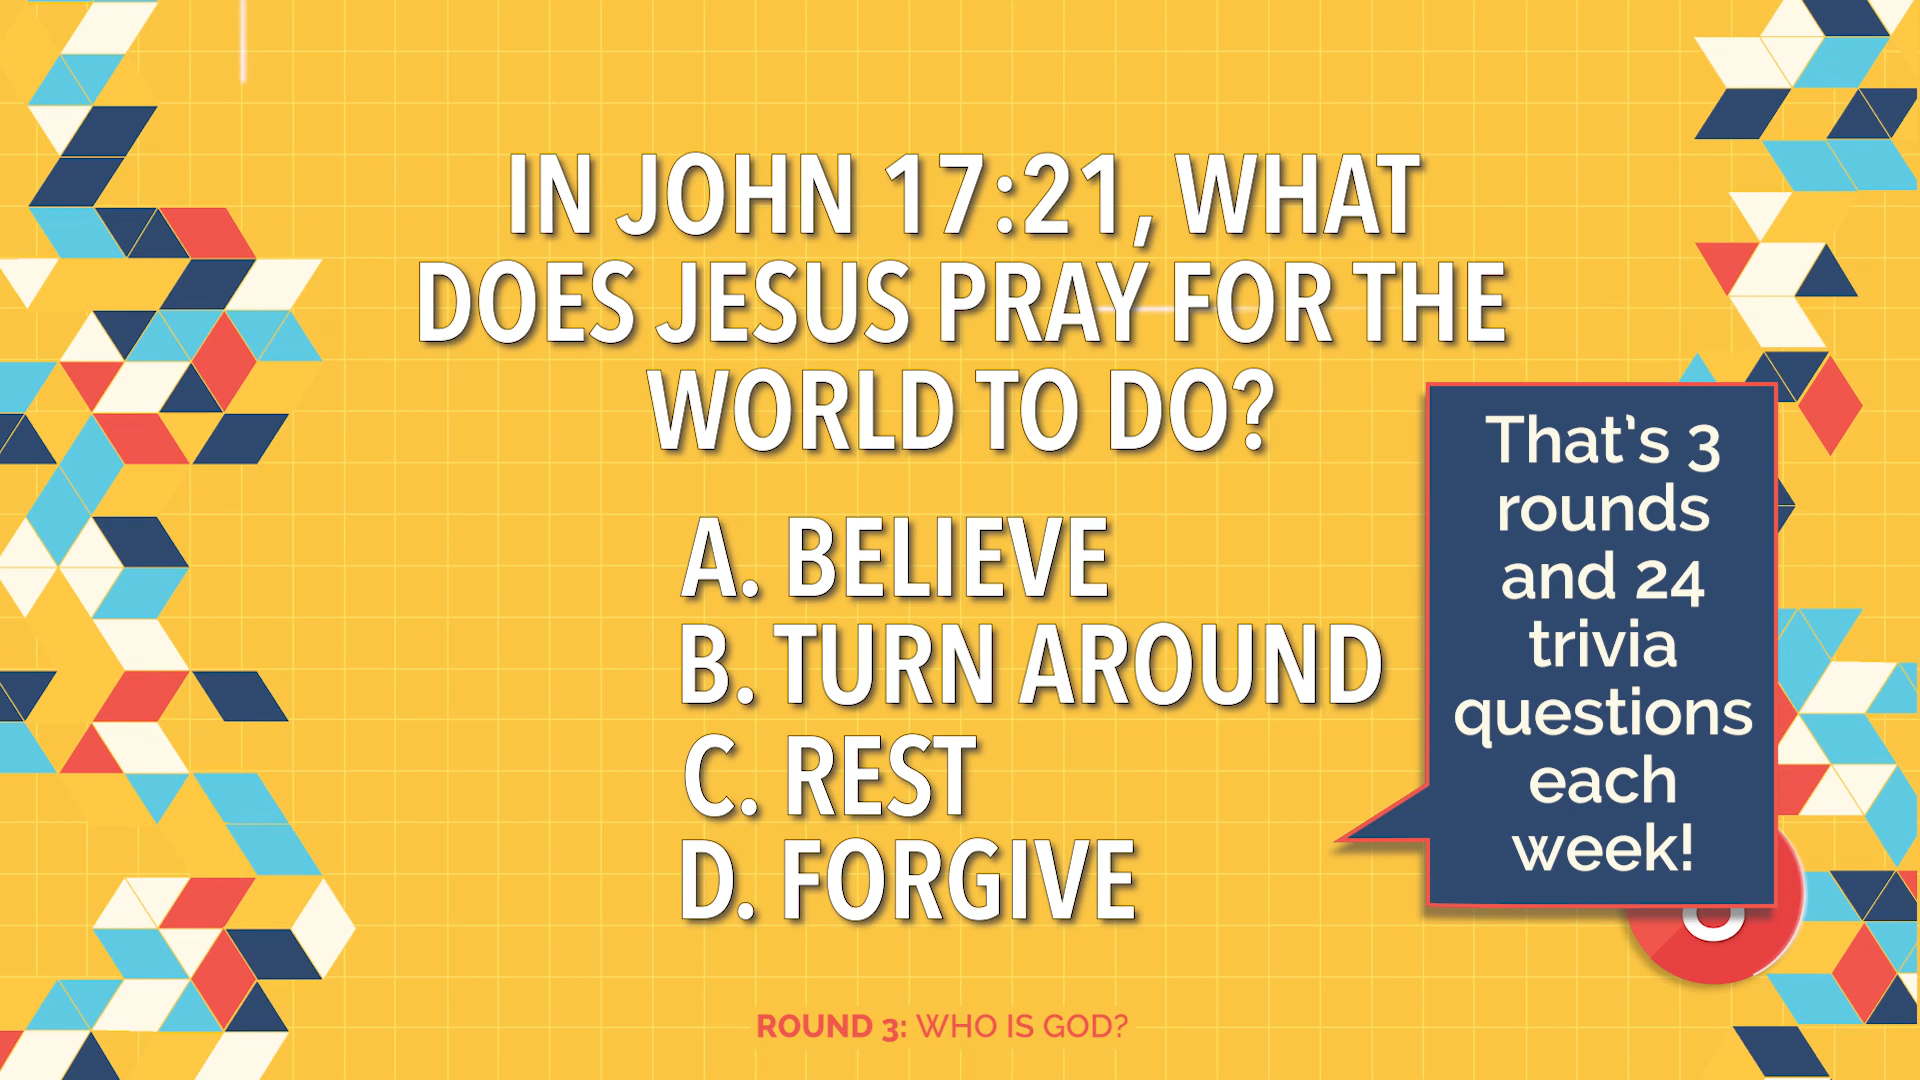 IN JOHN 17:21, WHAT
DOES JESUS PRAY FOR THE
WORLD TO DO?
A. BELIEVE
B. TURN AROUND
C. REST
D. FORGIVE
That's 3
rounds
and 24
trivia
questions
each
week!
ROUND 3: WHO IS GOD?